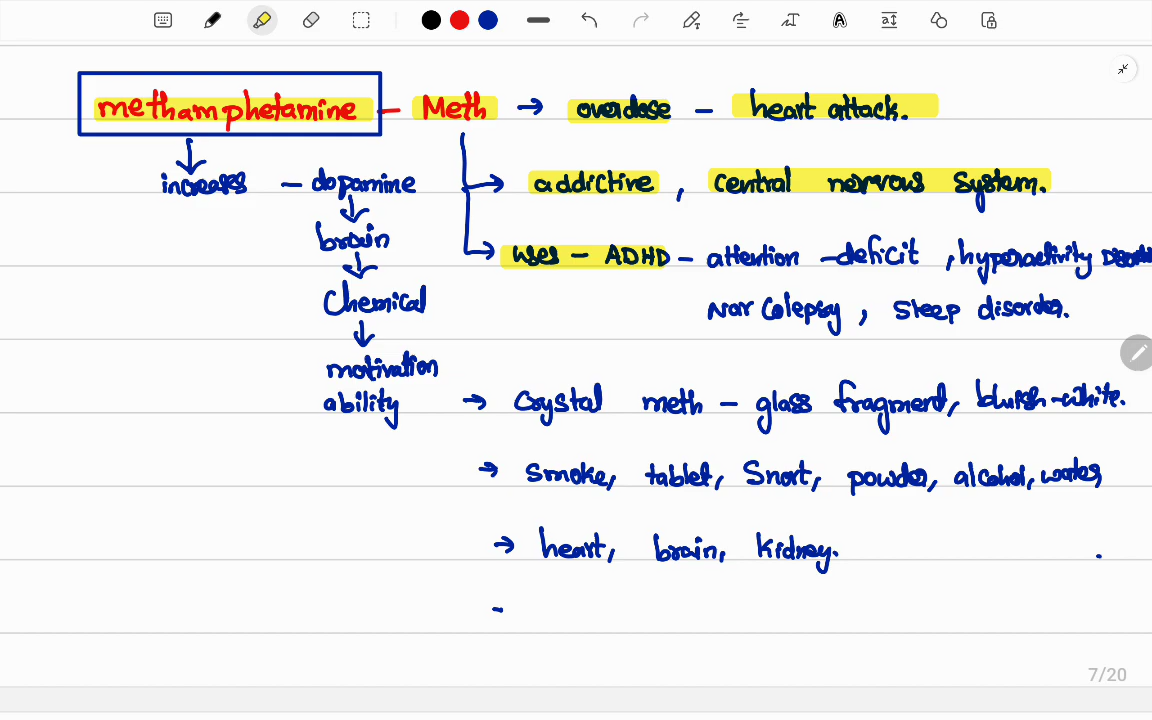 methamphetamine - Meth → overdose - heart attack.
increases - dopamine → addictive, central nervous system.
brain
→ Uses - ADHD - attention - deficit, hyperactivity
Chemical
Narcolepsy, sleep disorder.
motivation
ability
→ Crystal meth - glass fragment, bluish-white.
→ smoke, tablet, Snort, powder, alcohol, water,
→ heart, brain, kidney.
-
7/20